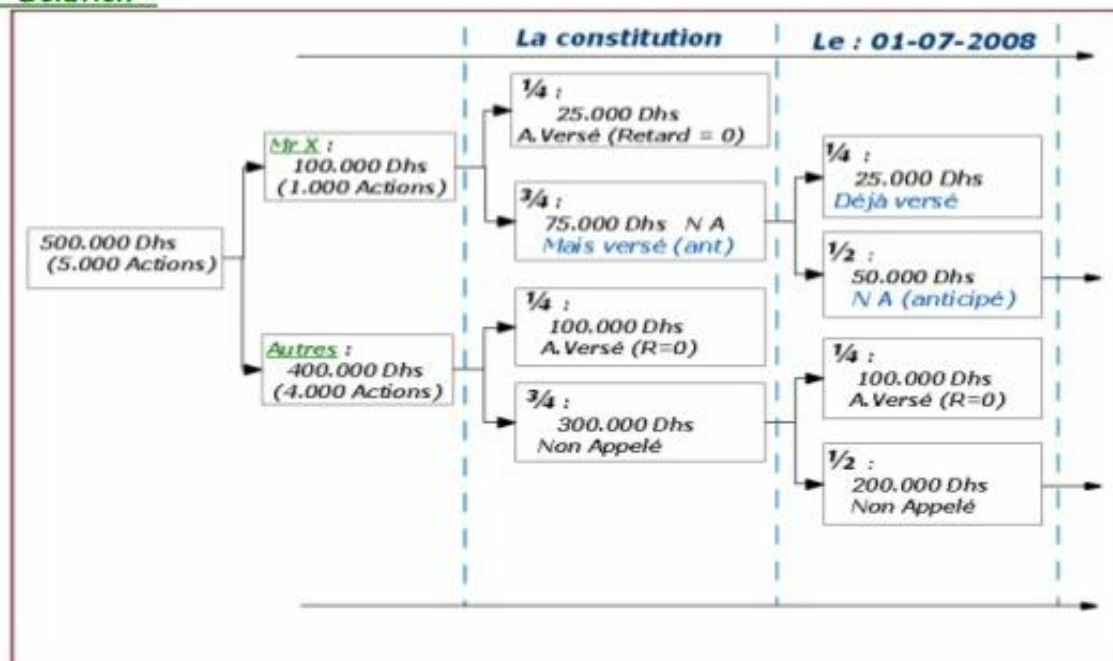 Solution
La constitution
Le : 01-07-2008
500.000 Dhs
(5.000 Actions)
Mr X :
100.000 Dhs
(1.000 Actions)
Autres :
400.000 Dhs
(4.000 Actions)
¼ :
25.000 Dhs
A.Versé (Retard = 0)
¾ :
75.000 Dhs N A
Mais versé (ant)
¼ :
100.000 Dhs
A.Versé (R=0)
¾ :
300.000 Dhs
Non Appelé
¼ :
25.000 Dhs
Déjà versé
½ :
50.000 Dhs
N A (anticipé)
¼ :
100.000 Dhs
A.Versé (R=0)
½ :
200.000 Dhs
Non Appelé